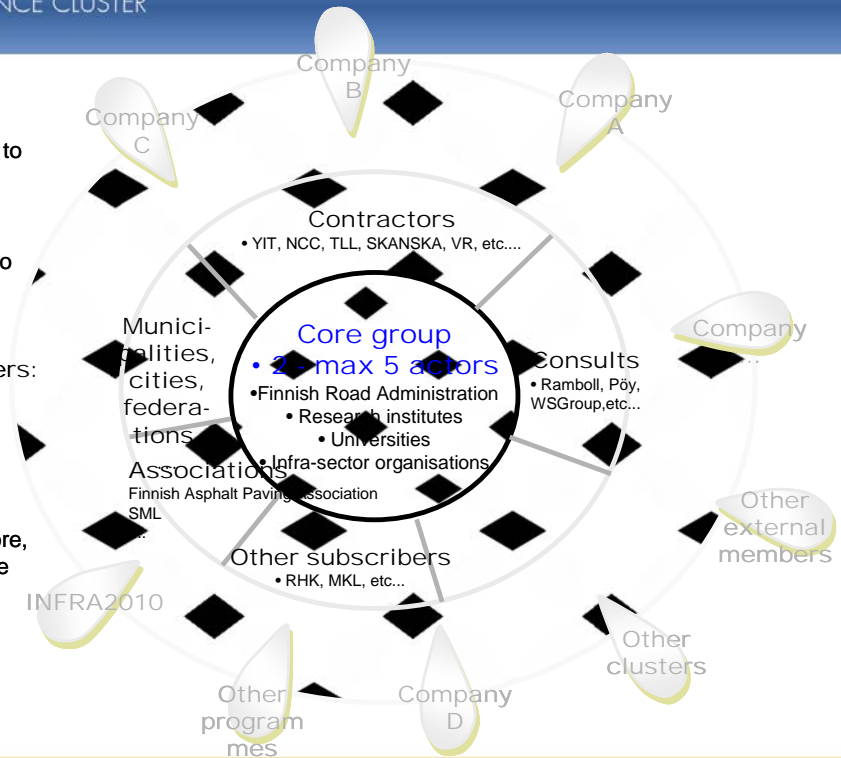 NCE CLUSTER
to
o
ers:
ore,
e
Company
B
Company
A
Company
C
Contractors
• YIT, NCC, TLL, SKANSKA, VR, etc....
Munici-
palities,
cities,
federa-
tions
Core group
• 2 - max 5 actors
•Finnish Road Administration
• Research institutes
• Universities
• Infra-sector organisations
Consults
• Ramboll, Pöy,
WSGroup,etc...
Company
...
Associations
Finnish Asphalt Paving Association
SML
...
Other subscribers
• RHK, MKL, etc...
Other
external
members
INFRA2010
Other
clusters
Other
program
mes
Company
D